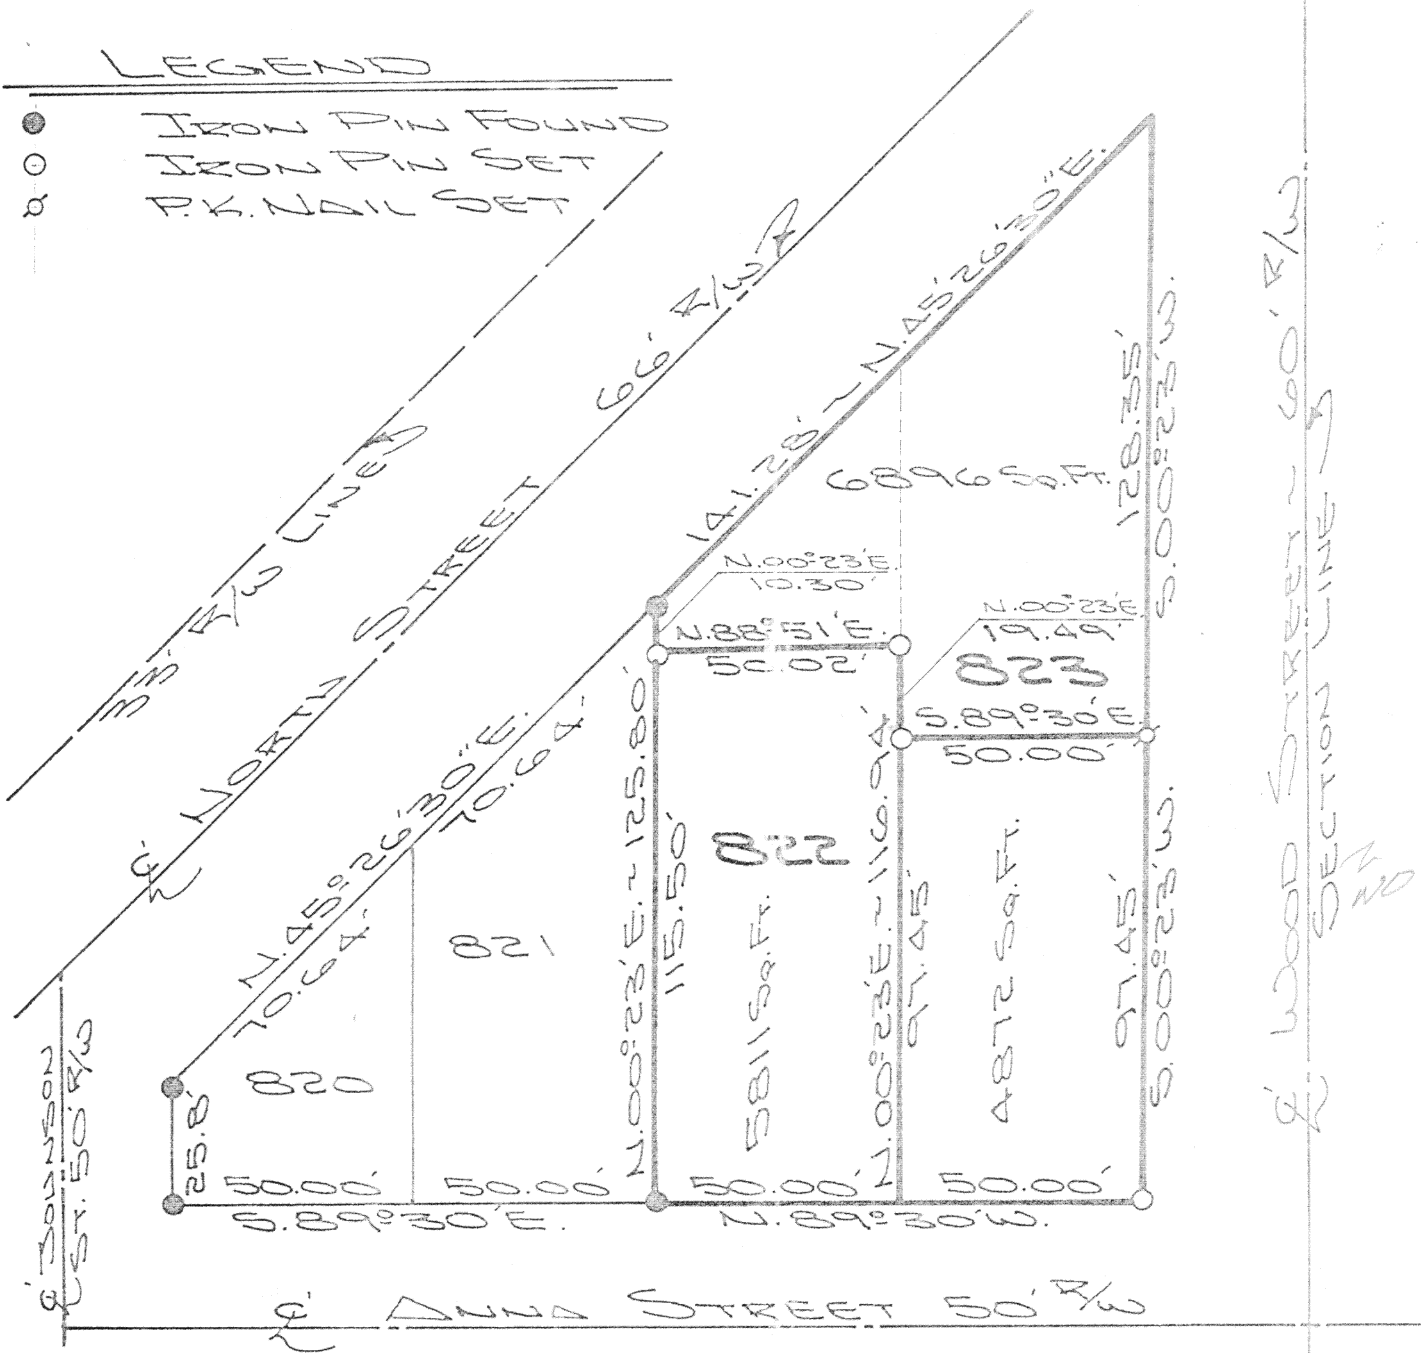 LEGEND
IRON PIN FOUND
IRON PIN SET
P.K. NAIL SET
33' R/W LINE
℄ NORTH STREET 66' R/W
141.28' ~ N.45°26'30"E.
6896 SQ.FT.
128.35'
S.00°23'W.
N.00°23'E.
10.30'
N.88°51'E.
50.02'
N.00°23'E.
19.49'
823
S.89°30'E.
50.00'
N.45°26'30"E.
70.64'
70.64'
820
821
822
N.00°23'E. ~ 125.80'
115.50'
5811 SQ.FT.
N.00°23'E. ~ 116.94'
97.45'
4872 SQ.FT.
97.45'
S.00°23'W.
25.8'
50.00'
50.00'
50.00'
50.00'
S.89°30'E.
N.89°30'W.
℄ JOHNSON
ST. 50' R/W
℄ ANNA STREET 50' R/W
℄ WOOD STREET ~ 60' R/W
SECTION LINE